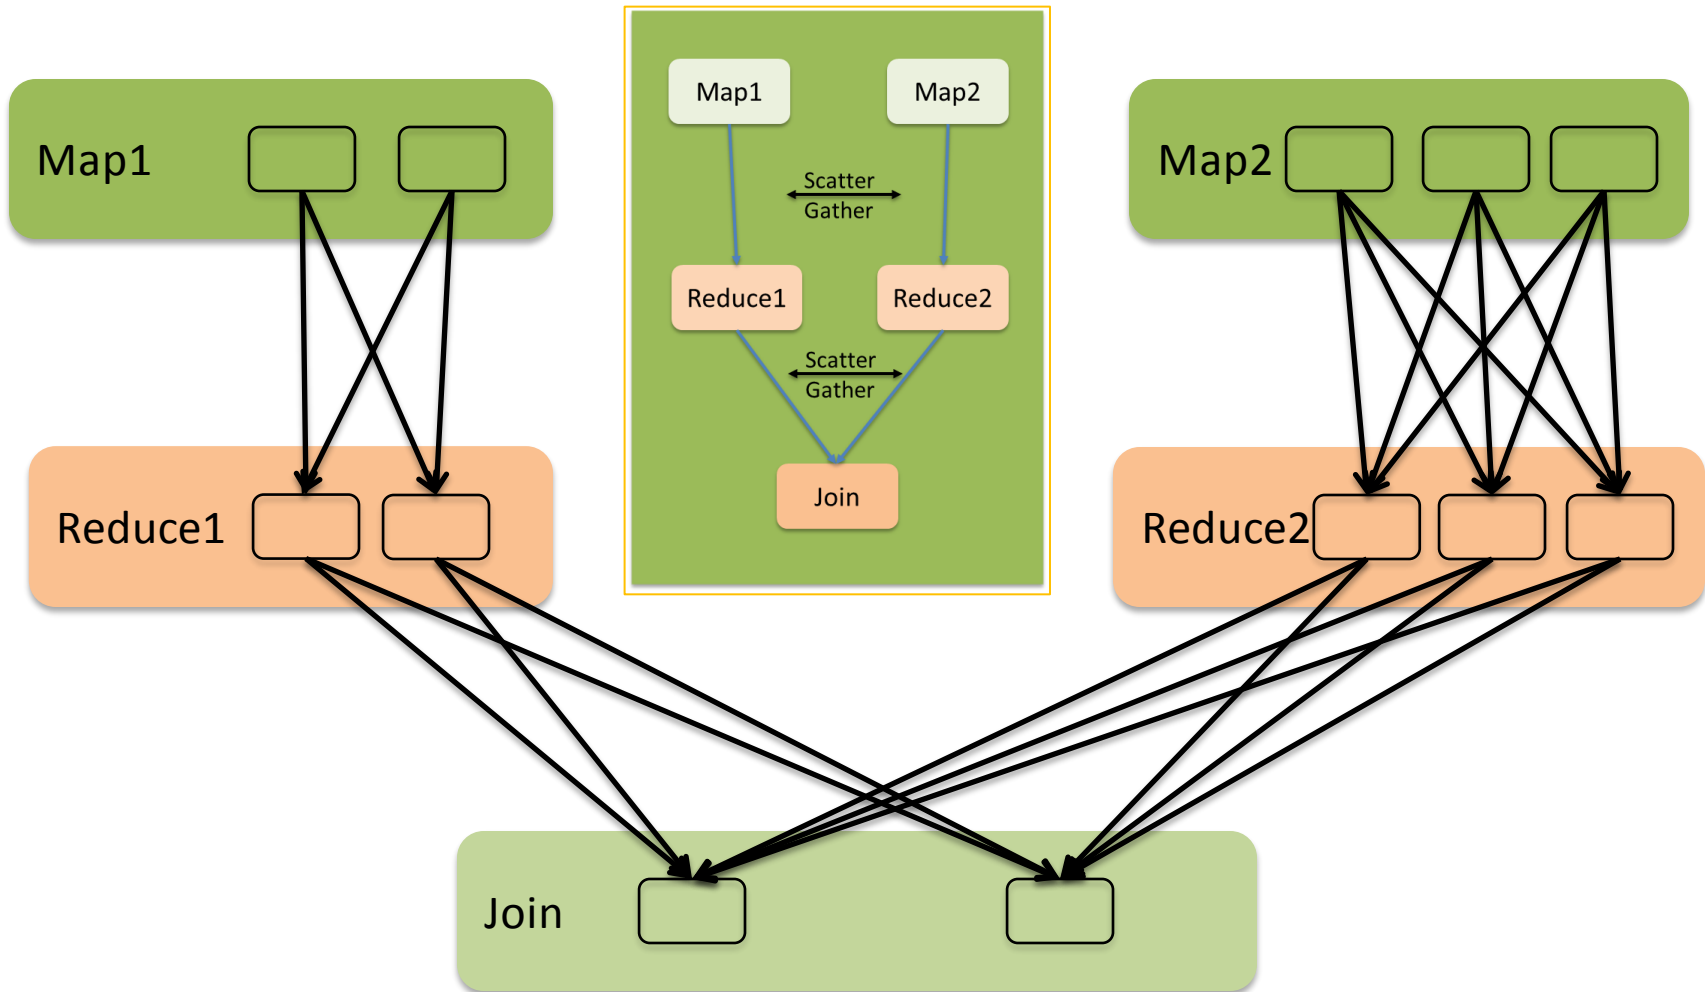 Map1
Map2
Scatter
Gather
Reduce1
Reduce2
Scatter
Gather
Join
Map1
Map2
Reduce1
Reduce2
Join